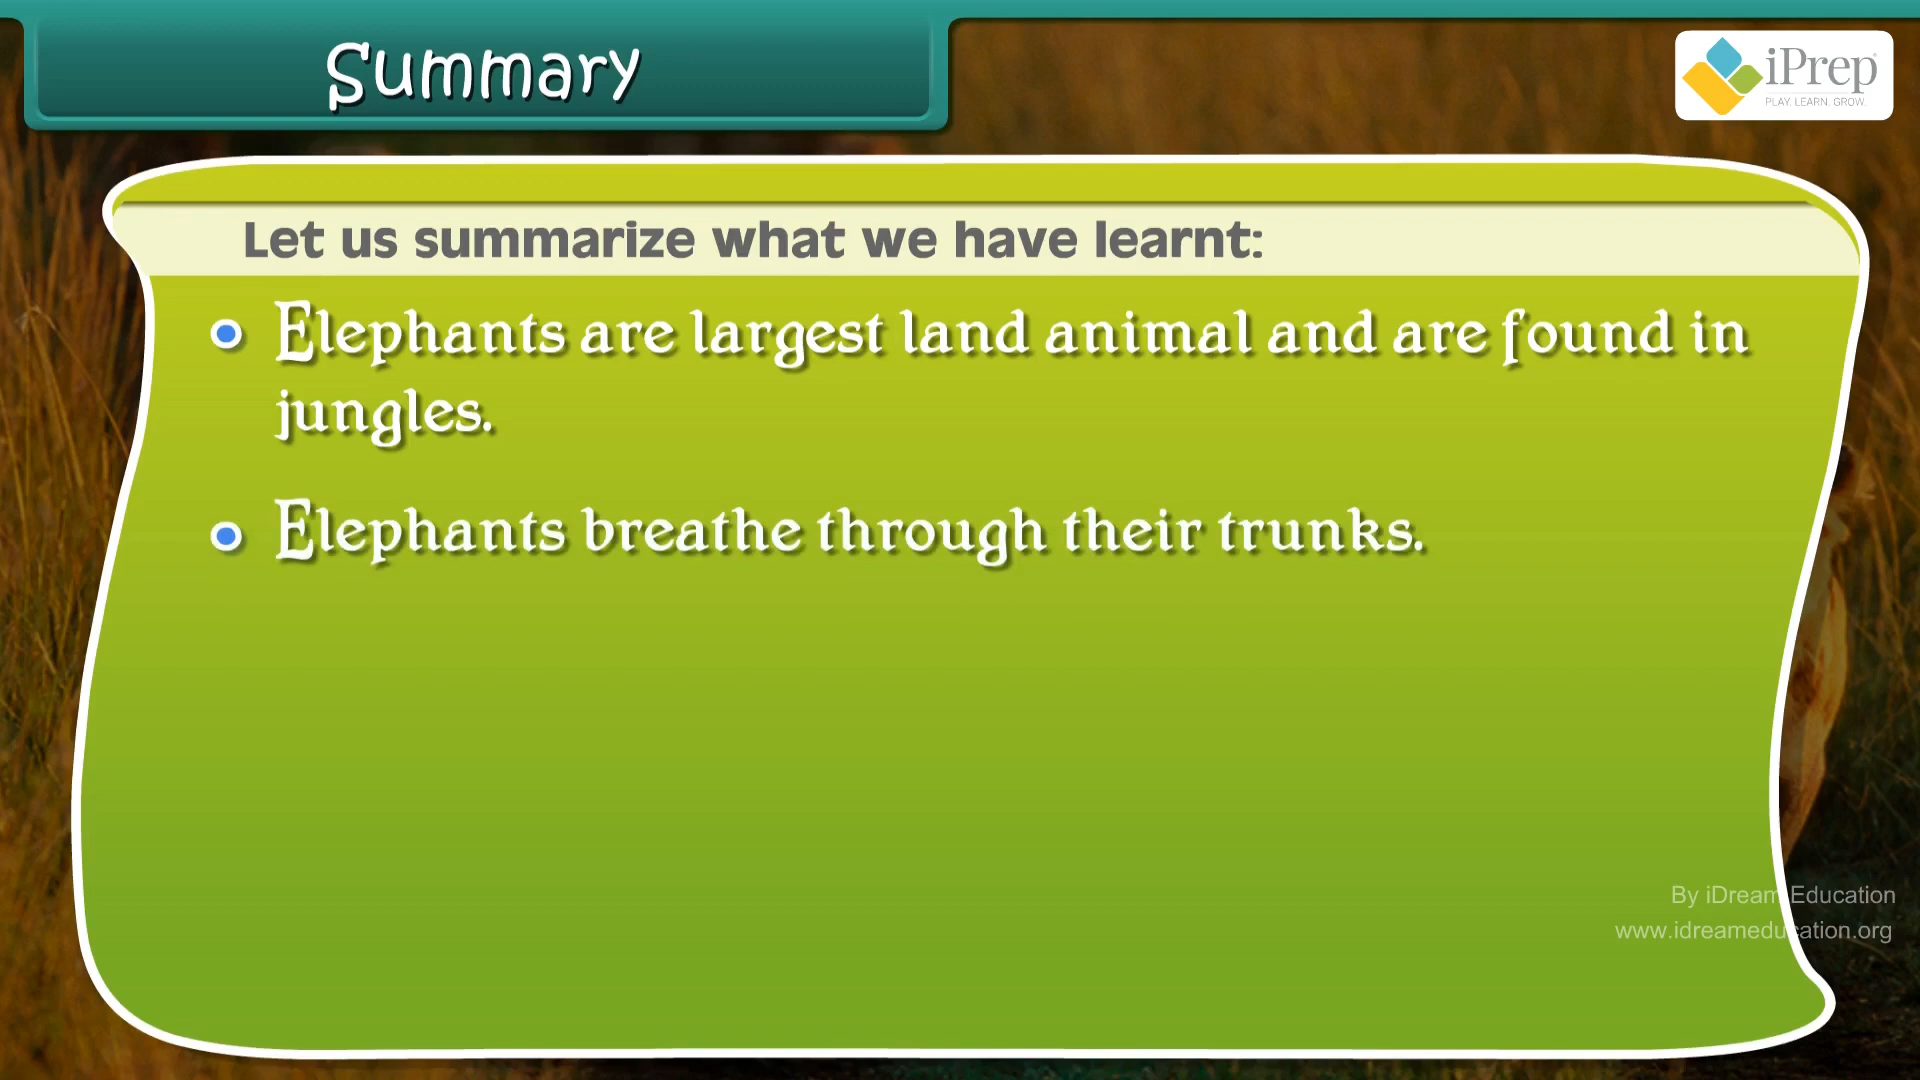 Summary
iPrep
PLAY. LEARN. GROW.
Let us summarize what we have learnt:
Elephants are largest land animal and are found in
jungles.
Elephants breathe through their trunks.
By iDream Education
www.idreameducation.org